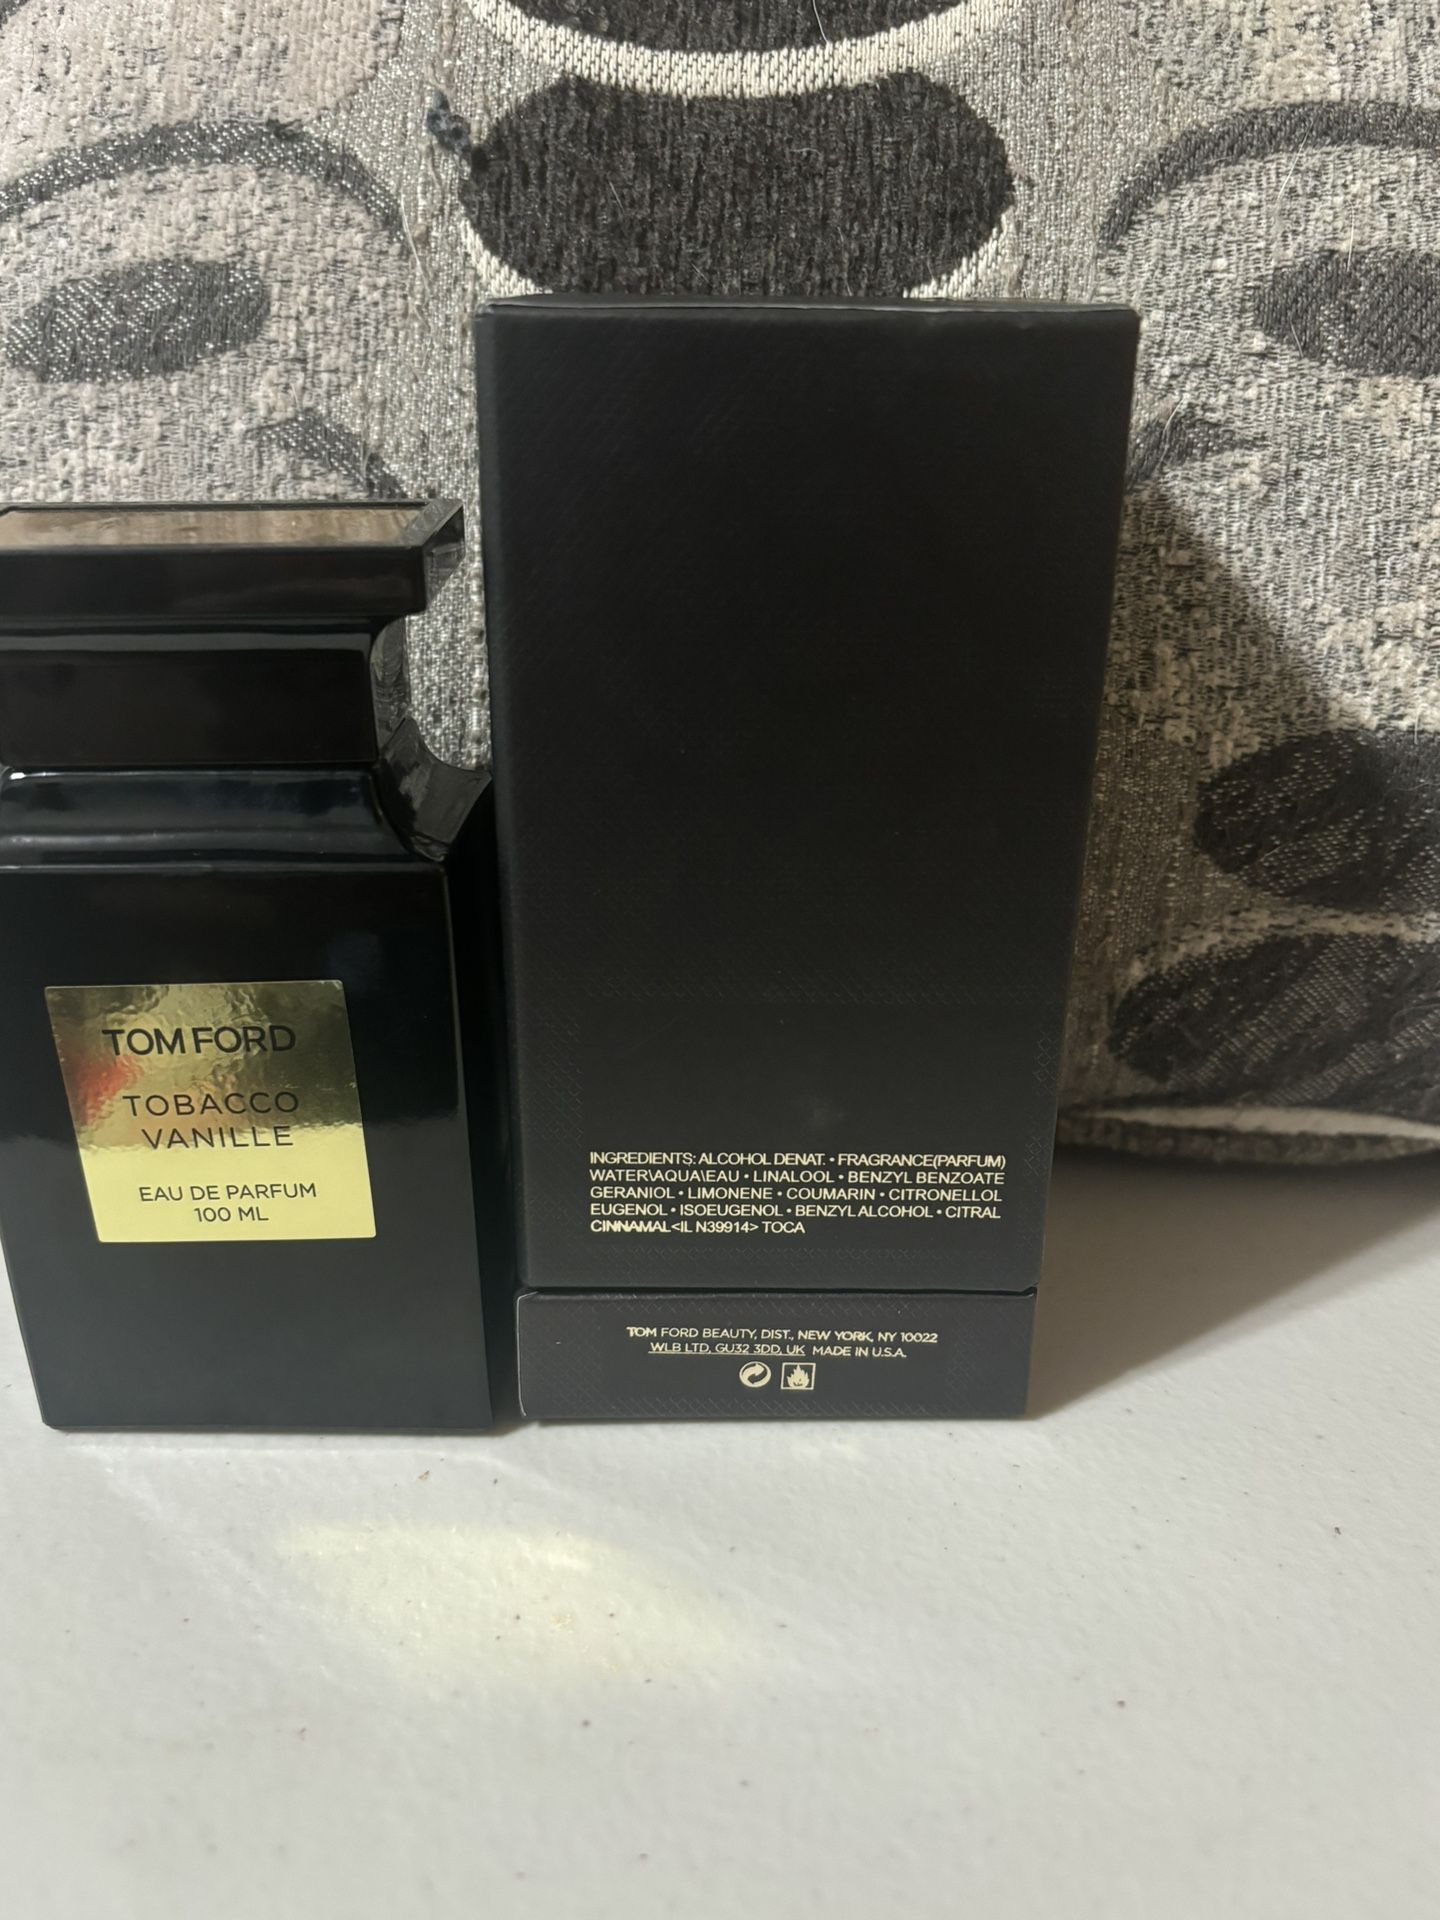 TOM FORD
TOBACCO
VANILLE
EAU DE PARFUM
100 ML
INGREDIENTS: ALCOHOL DENAT. • FRAGRANCE(PARFUM)
WATER\AQUA\EAU • LINALOOL • BENZYL BENZOATE
GERANIOL • LIMONENE • COUMARIN • CITRONELLOL
EUGENOL • ISOEUGENOL • BENZYL ALCOHOL • CITRAL
CINNAMAL<IL N39914> TOCA
TOM FORD BEAUTY, DIST., NEW YORK, NY 10022
WLB LTD, GU32 3DD, UK MADE IN U.S.A.